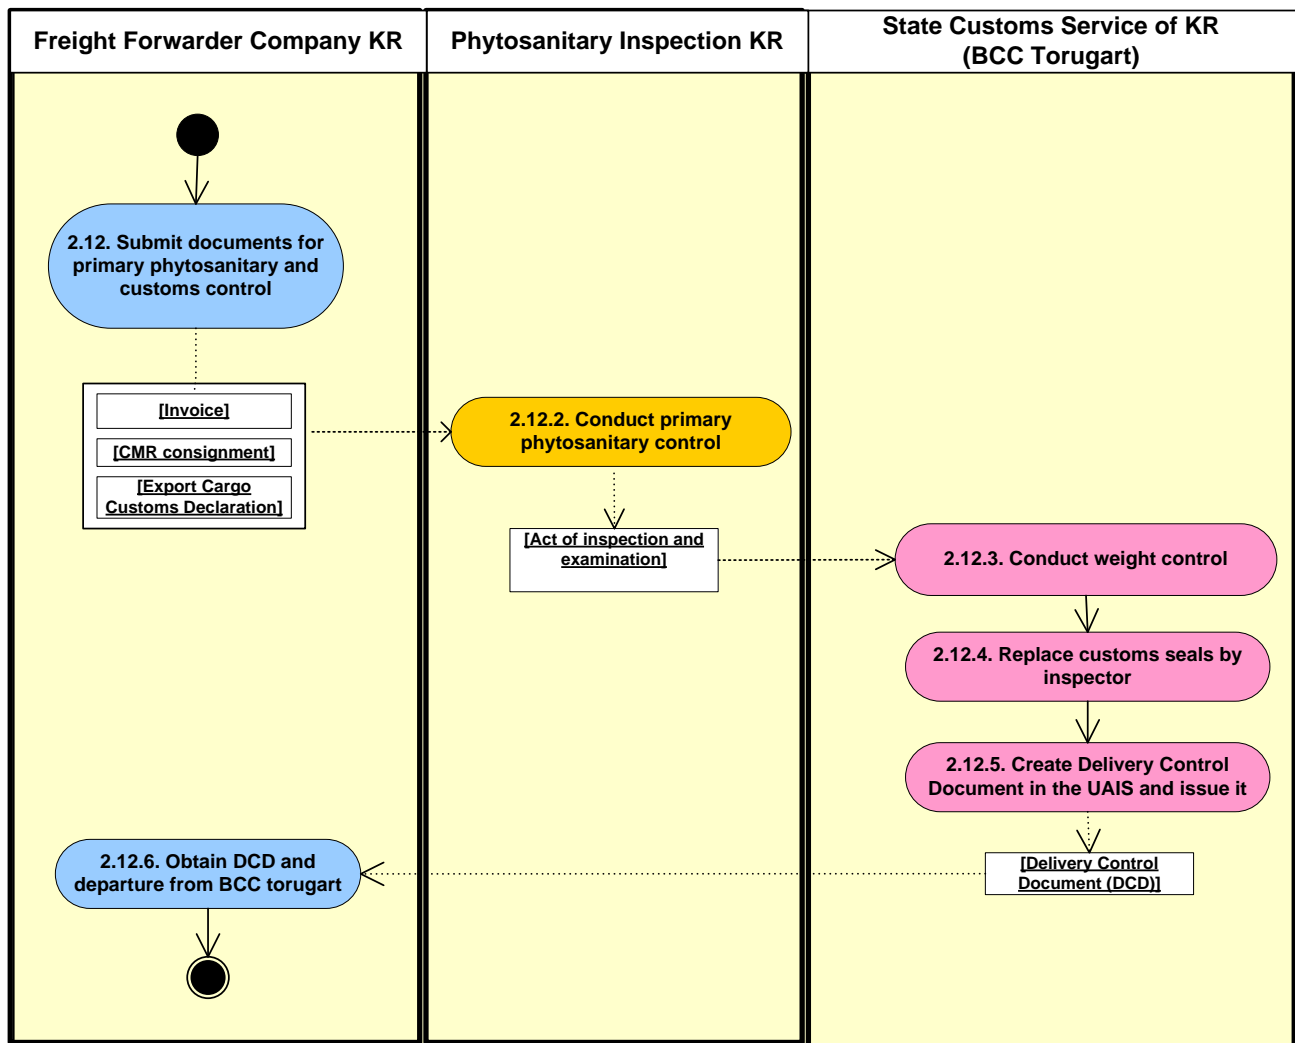 Freight Forwarder Company KR
Phytosanitary Inspection KR
State Customs Service of KR
(BCC Torugart)
2.12. Submit documents for
primary phytosanitary and
customs control
[Invoice]
[CMR consignment]
[Export Cargo
Customs Declaration]
2.12.2. Conduct primary
phytosanitary control
[Act of inspection and
examination]
2.12.3. Conduct weight control
2.12.4. Replace customs seals by
inspector
2.12.5. Create Delivery Control
Document in the UAIS and issue it
[Delivery Control
Document (DCD)]
2.12.6. Obtain DCD and
departure from BCC torugart